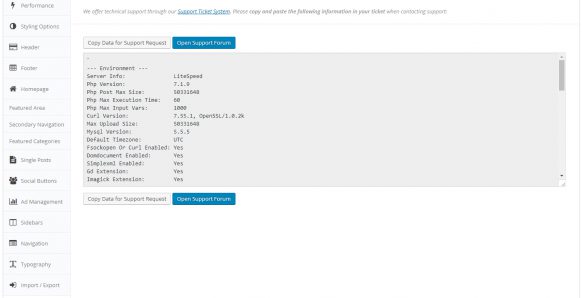 We offer technical support through our Support Ticket System. Please copy and paste the following information in your ticket when contacting support:
Performance
Styling Options
Header
Footer
Homepage
Featured Area
Secondary Navigation
Featured Categories
Single Posts
Social Buttons
Ad Management
Sidebars
Navigation
Typography
Import / Export
Copy Data for Support Request
Open Support Forum
--- Environment ---
Server Info: LiteSpeed
Php Version: 7.1.9
Php Post Max Size: 50331648
Php Max Execution Time: 60
Php Max Input Vars: 1000
Curl Version: 7.55.1, OpenSSL/1.0.2k
Max Upload Size: 50331648
Mysql Version: 5.5.5
Default Timezone: UTC
Fsockopen Or Curl Enabled: Yes
Domdocument Enabled: Yes
Simplexml Enabled: Yes
Gd Extension: Yes
Imagick Extension: Yes
Copy Data for Support Request
Open Support Forum